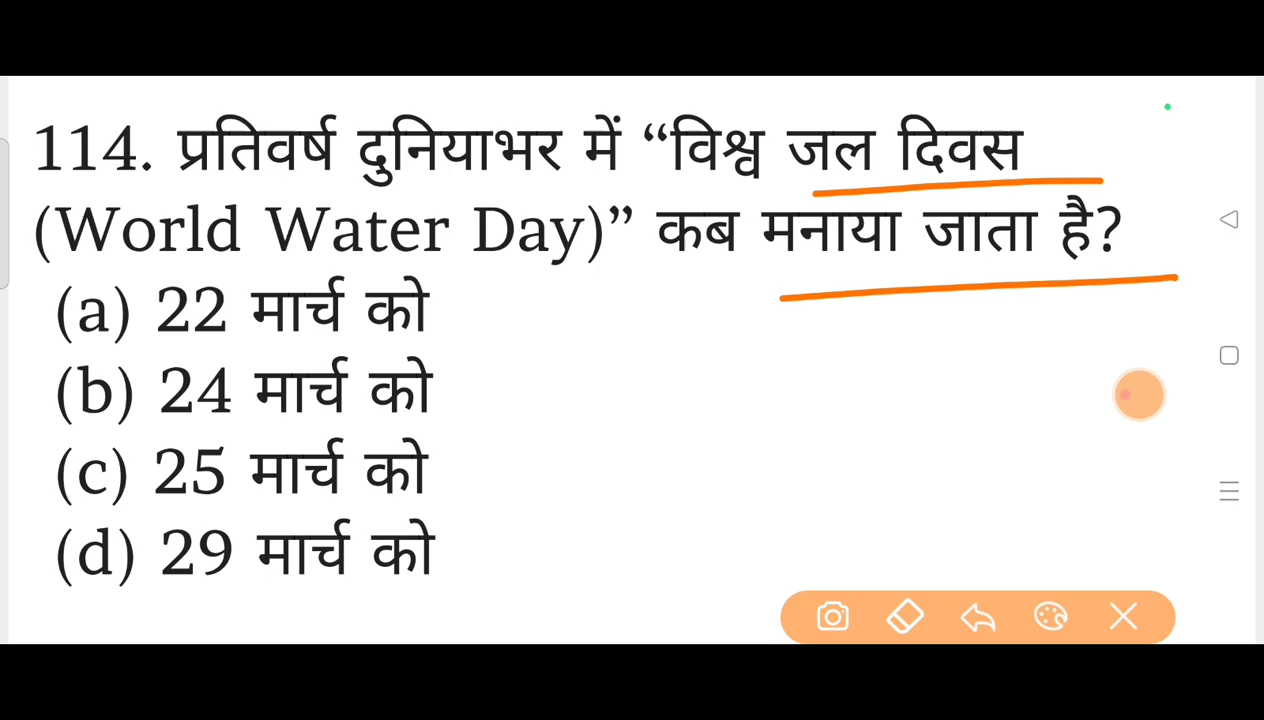 114. प्रतिवर्ष दुनियाभर में “विश्व जल दिवस
(World Water Day)” कब मनाया जाता है?
(a) 22 मार्च को
(b) 24 मार्च को
(c) 25 मार्च को
(d) 29 मार्च को